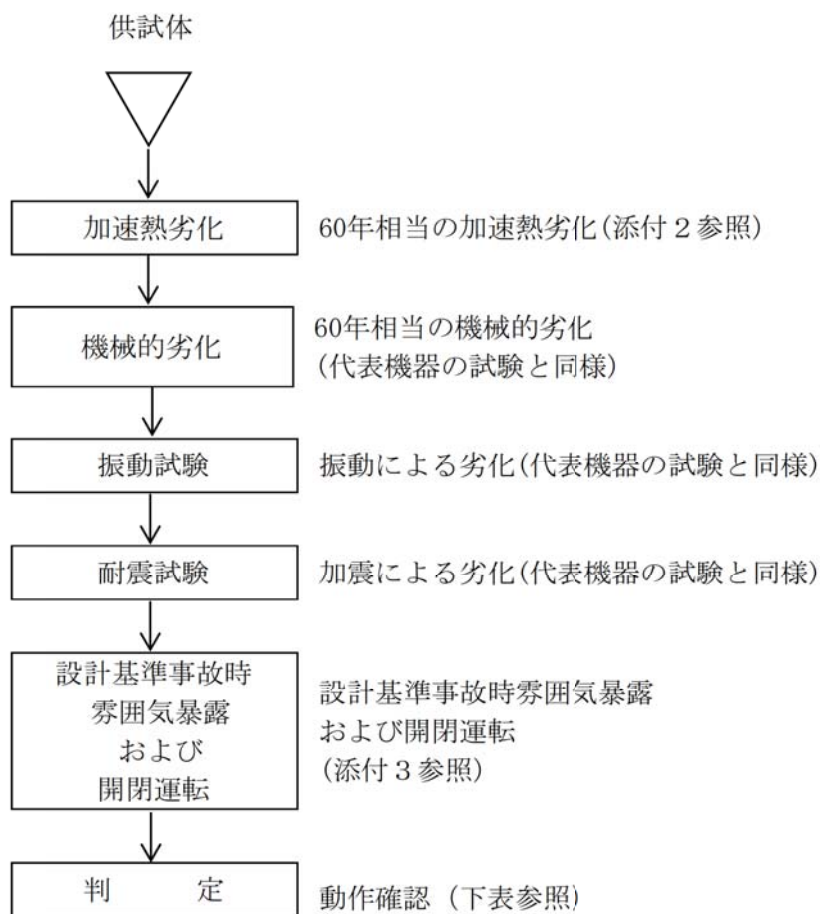 供試体
加速熱劣化
60年相当の加速熱劣化(添付２参照)
機械的劣化
60年相当の機械的劣化
(代表機器の試験と同様)
振動試験
振動による劣化(代表機器の試験と同様)
耐震試験
加震による劣化(代表機器の試験と同様)
設計基準事故時
雰囲気暴露
および
開閉運転
設計基準事故時雰囲気暴露
および開閉運転
(添付３参照)
判　　　定
動作確認（下表参照)